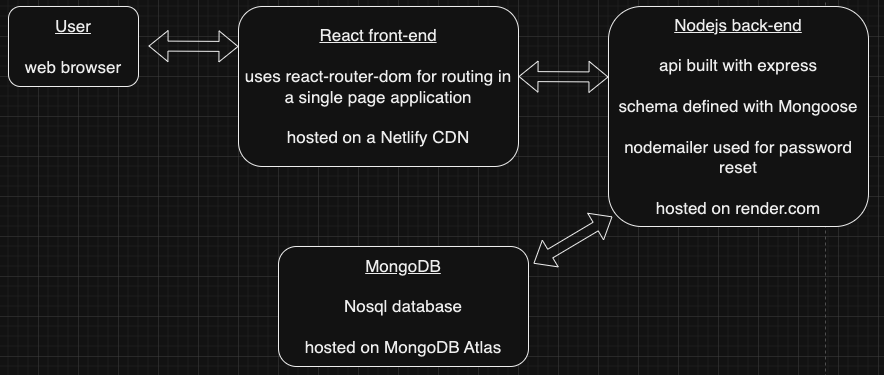 User
web browser
React front-end
uses react-router-dom for routing in
a single page application
hosted on a Netlify CDN
Nodejs back-end
api built with express
schema defined with Mongoose
nodemailer used for password
reset
hosted on render.com
MongoDB
Nosql database
hosted on MongoDB Atlas